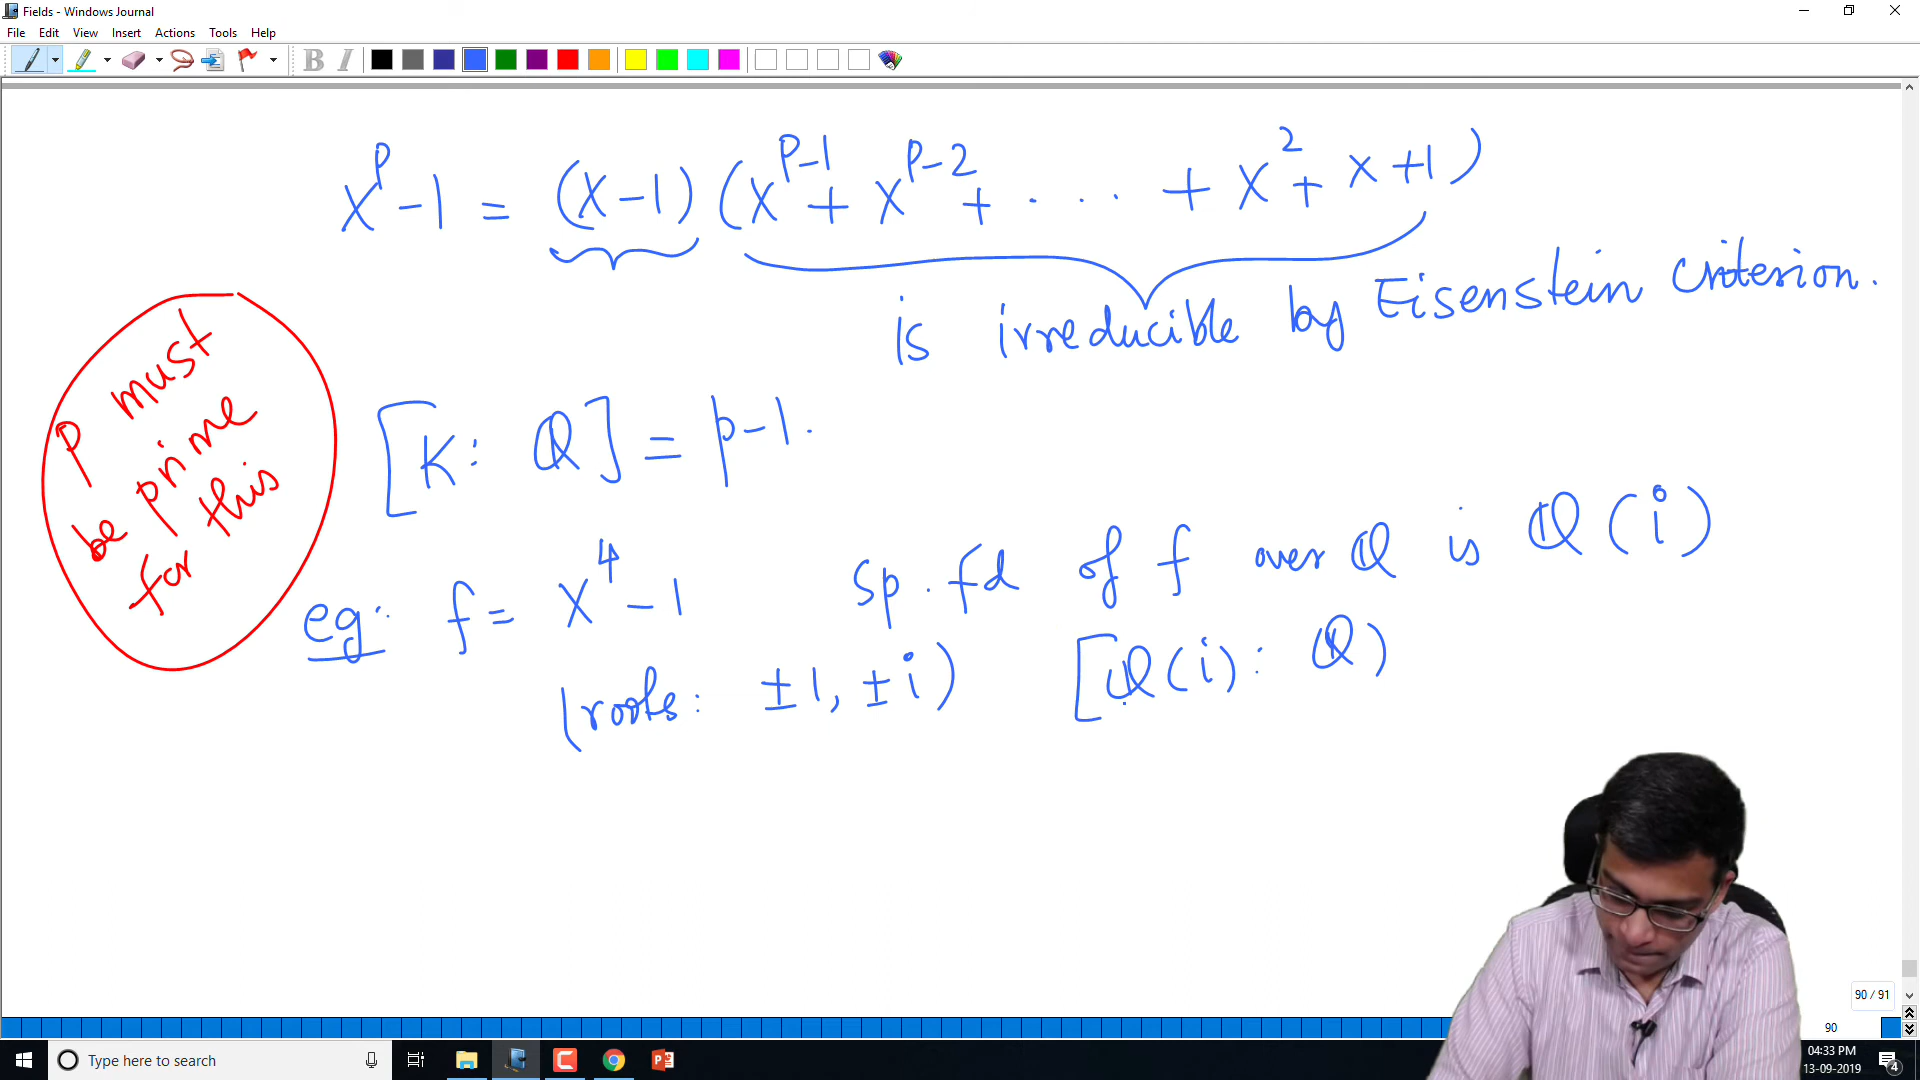 Fields - Windows Journal
File Edit View Insert Actions Tools Help
B I
x^p - 1 = (x-1) (x^{p-1} + x^{p-2} + . . . + x^2 + x + 1)
is irreducible by Eisenstein criterion.
p must
be prime
for this
[K: ℚ] = p-1.
eg: f = x^4 - 1 sp. fd of f over ℚ is ℚ(i)
(roots: ±1, ±i) [ℚ(i): ℚ)
90 / 91
90
Type here to search
04:33 PM
13-09-2019
4